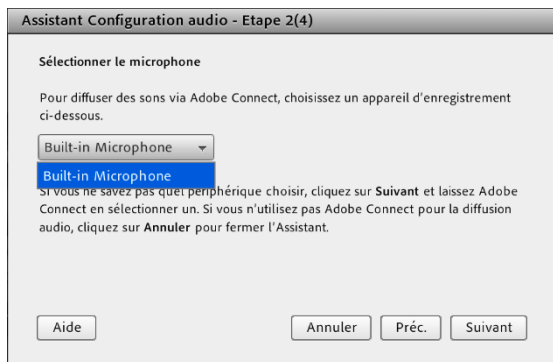 Assistant Configuration audio - Etape 2(4)
Sélectionner le microphone
Pour diffuser des sons via Adobe Connect, choisissez un appareil d'enregistrement
ci-dessous.
Built-in Microphone
Built-in Microphone
Si vous ne savez pas quel périphérique choisir, cliquez sur Suivant et laissez Adobe
Connect en sélectionner un. Si vous n'utilisez pas Adobe Connect pour la diffusion
audio, cliquez sur Annuler pour fermer l'Assistant.
Aide Annuler Préc. Suivant